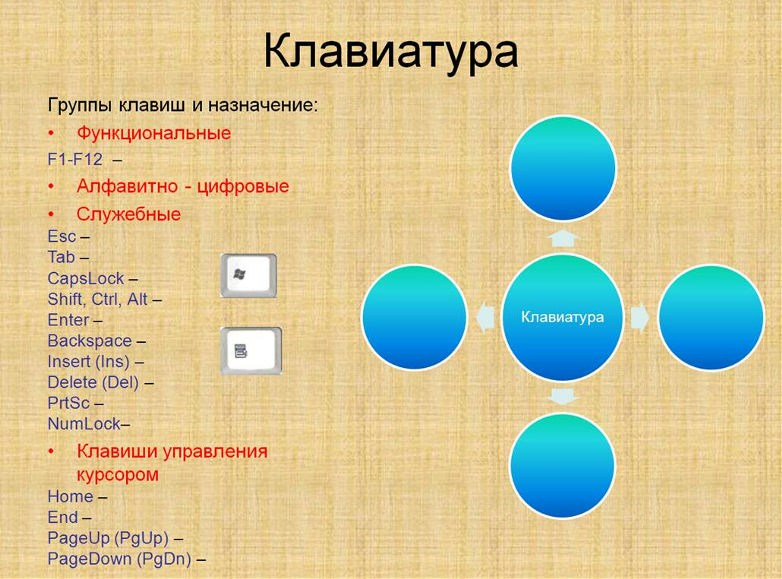 Клавиатура
Группы клавиш и назначение:
• Функциональные
F1-F12 –
• Алфавитно - цифровые
• Служебные
Esc –
Tab –
CapsLock –
Shift, Ctrl, Alt –
Enter –
Backspace –
Insert (Ins) –
Delete (Del) –
PrtSc –
NumLock–
• Клавиши управления
курсором
Home –
End –
PageUp (PgUp) –
PageDown (PgDn) –
Клавиатура